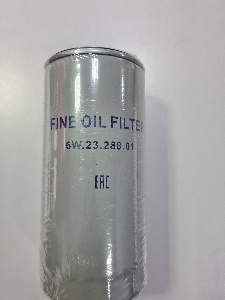 FINE OIL FILTER
6W.23.288.01
EAC